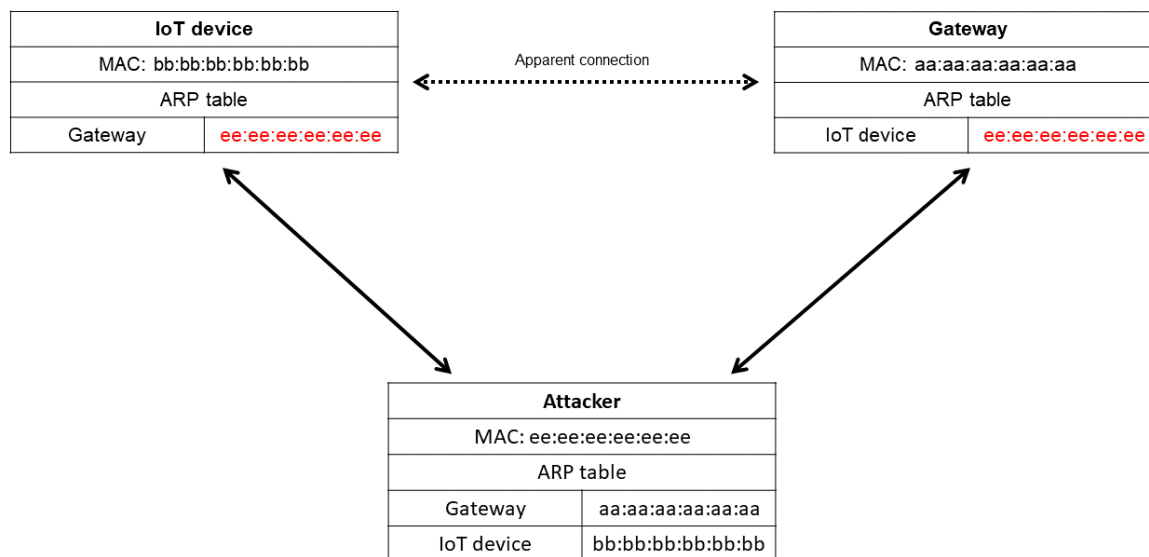 IoT device
MAC: bb:bb:bb:bb:bb:bb
ARP table
Gateway ee:ee:ee:ee:ee:ee
Apparent connection
Gateway
MAC: aa:aa:aa:aa:aa:aa
ARP table
IoT device ee:ee:ee:ee:ee:ee
Attacker
MAC: ee:ee:ee:ee:ee:ee
ARP table
Gateway aa:aa:aa:aa:aa:aa
IoT device bb:bb:bb:bb:bb:bb